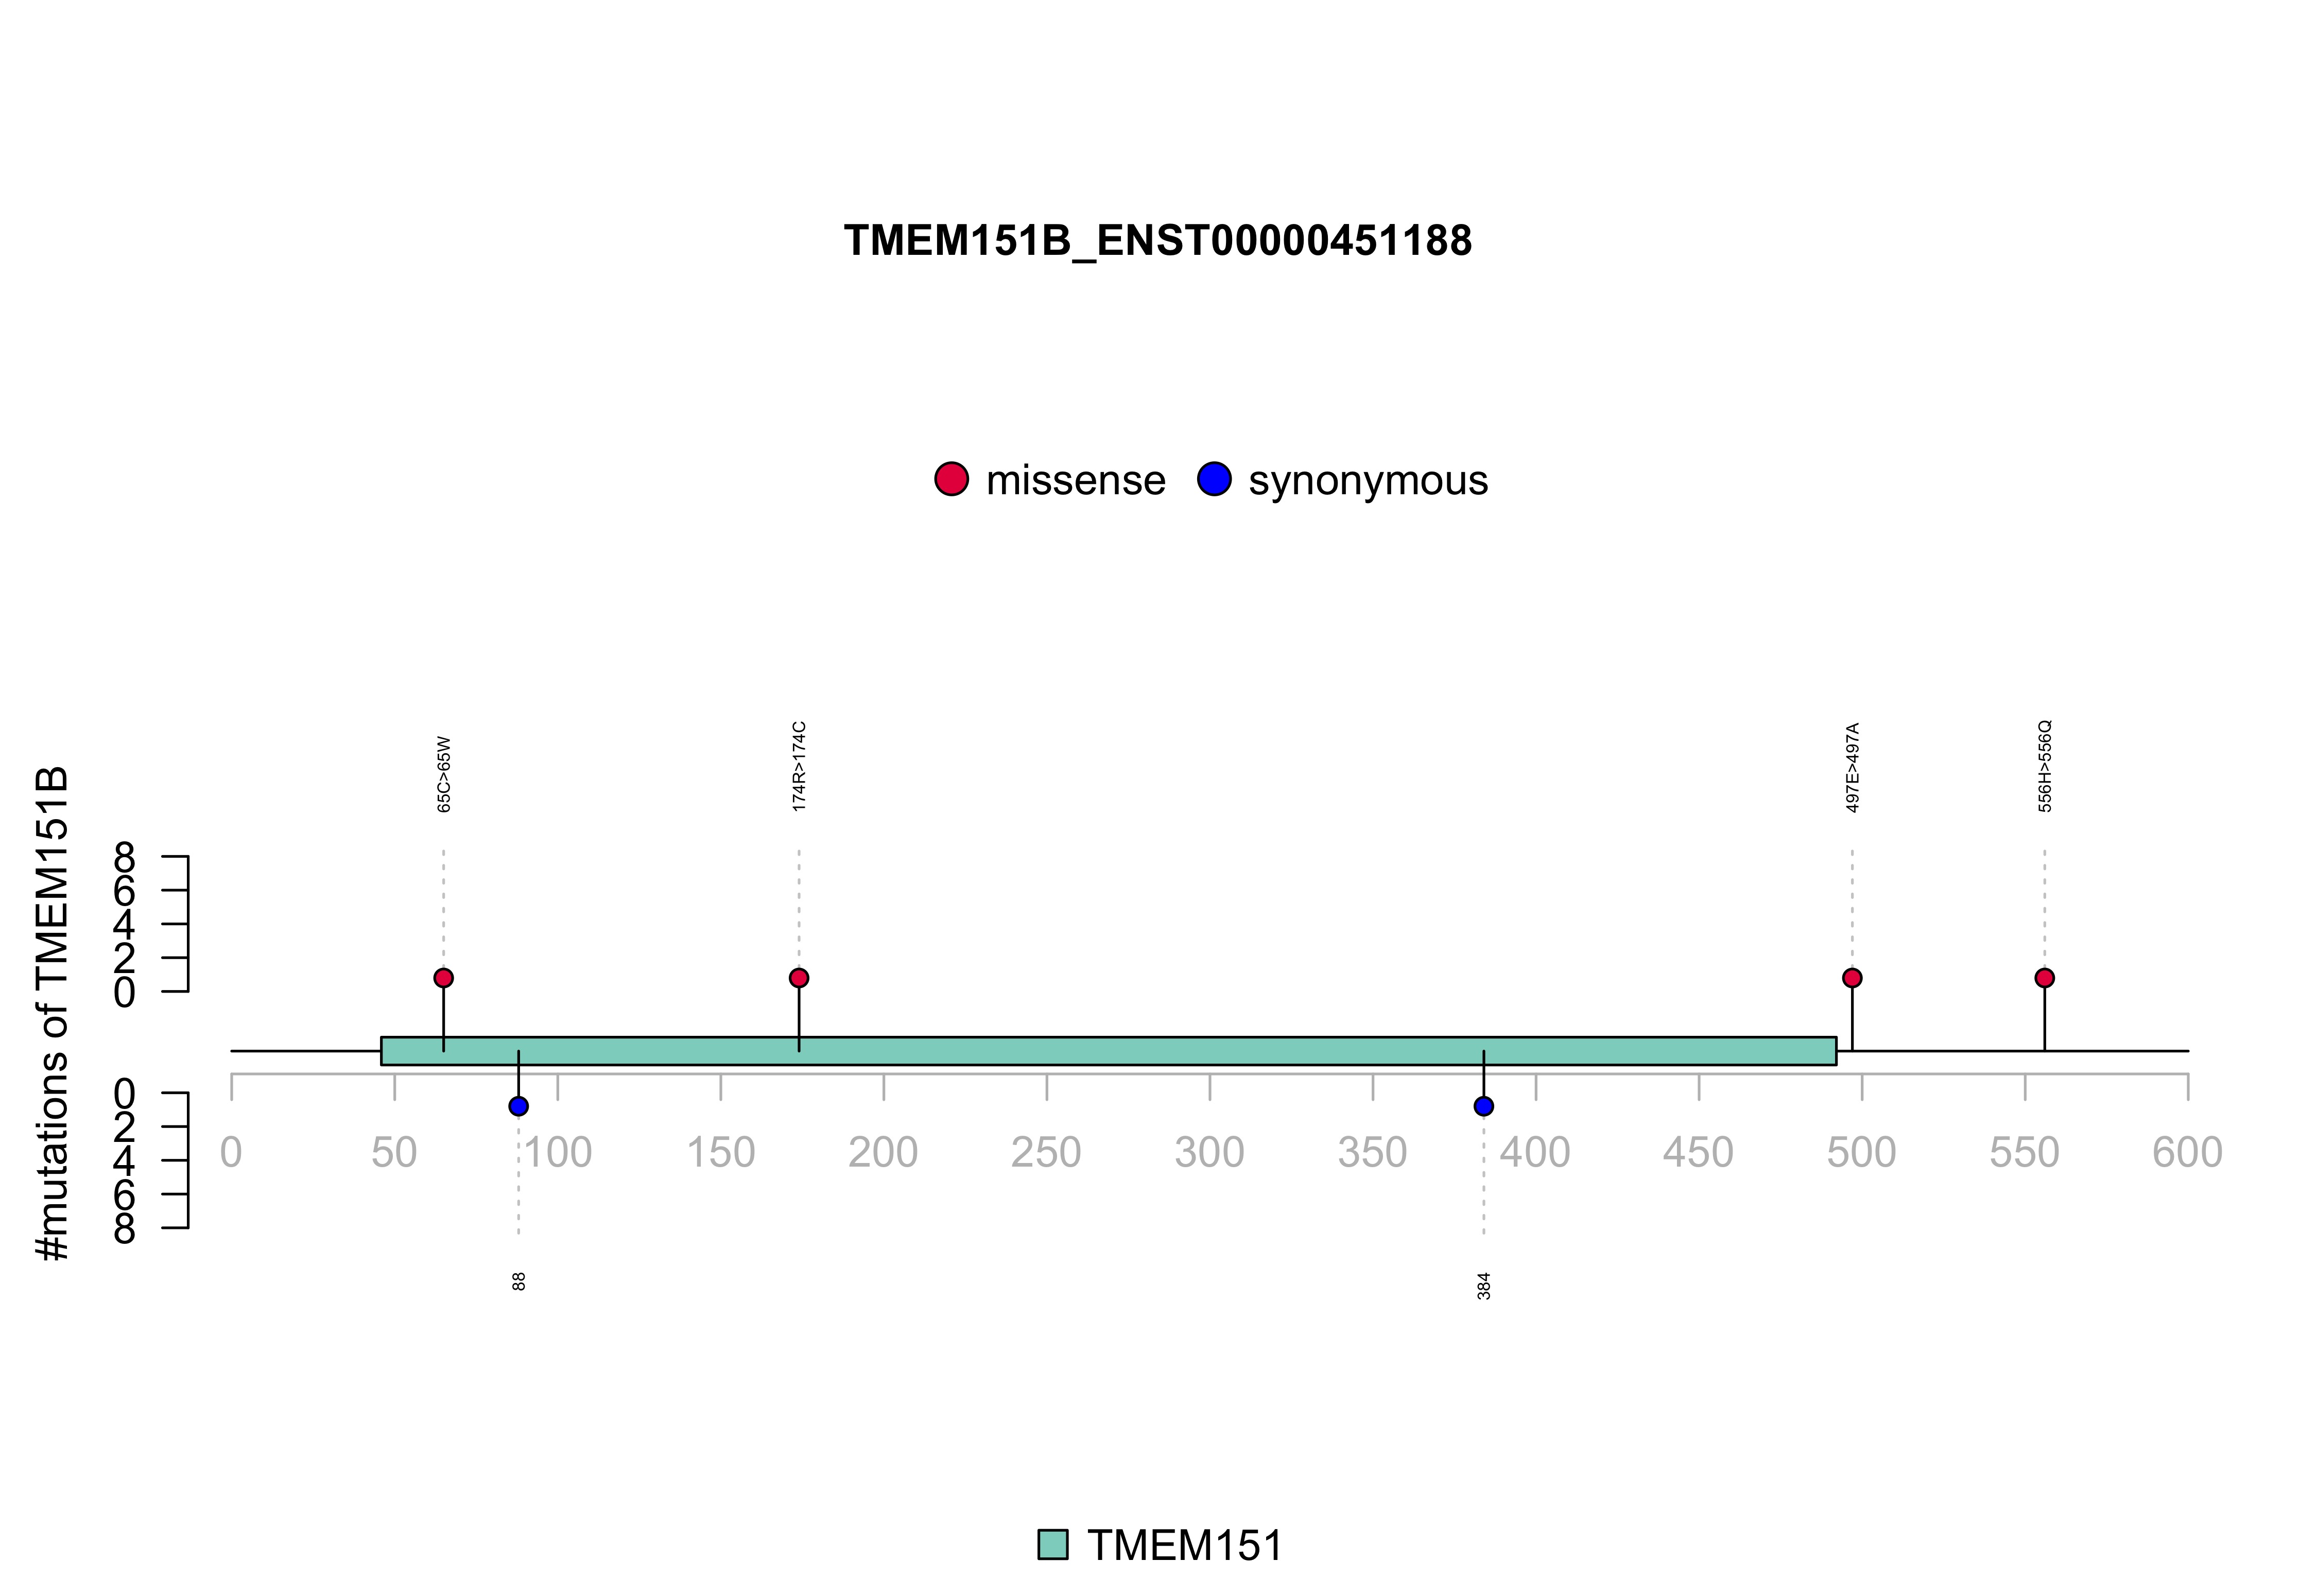 TMEM151B_ENST00000451188
missense synonymous
65C>65W 174R>174C 497E>497A 556H>556Q
#mutations of TMEM151B
8
6
4
2
0
0
2
4
6
8
0 50 100 150 200 250 300 350 400 450 500 550 600
88 384
TMEM151